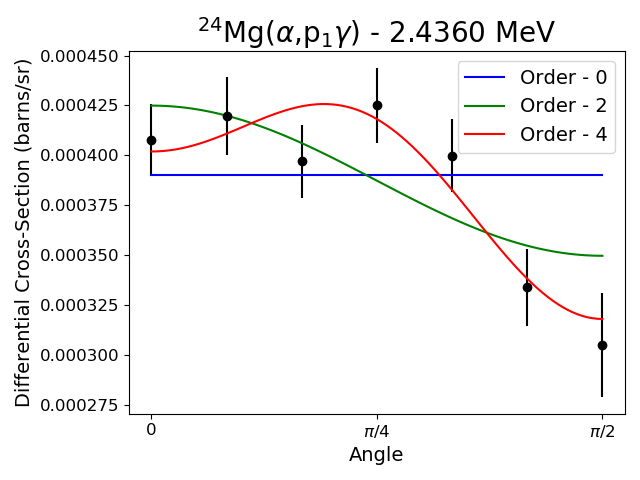 ²⁴Mg(α,p₁γ) - 2.4360 MeV
Differential Cross-Section (barns/sr)
0.000450
0.000425
0.000400
0.000375
0.000350
0.000325
0.000300
0.000275
Order - 0
Order - 2
Order - 4
0
π/4
π/2
Angle